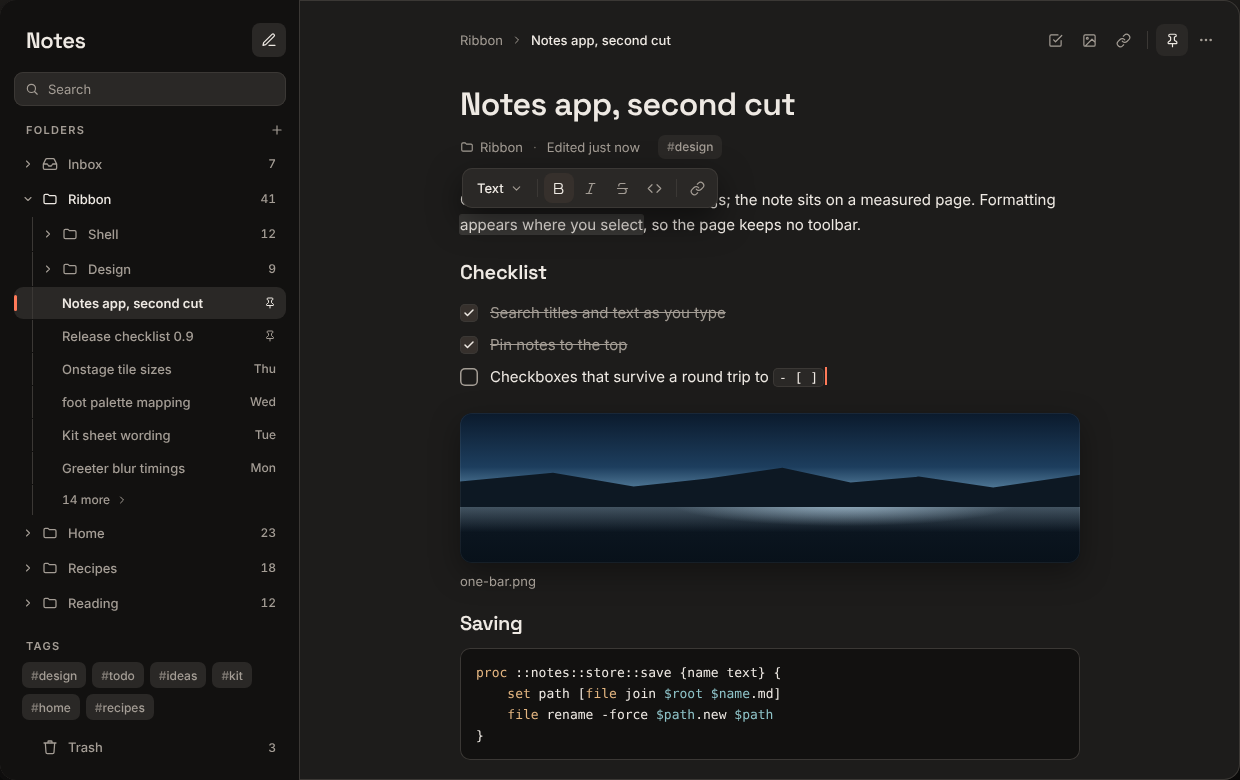 Notes
Search
FOLDERS
Inbox 7
Ribbon 41
Shell 12
Design 9
Notes app, second cut
Release checklist 0.9
Onstage tile sizes Thu
foot palette mapping Wed
Kit sheet wording Tue
Greeter blur timings Mon
14 more
Home 23
Recipes 18
Reading 12
TAGS
#design #todo #ideas #kit
#home #recipes
Trash 3
Ribbon > Notes app, second cut
Notes app, second cut
Ribbon · Edited just now #design
Text B I S <>
; the note sits on a measured page. Formatting
appears where you select, so the page keeps no toolbar.
Checklist
Search titles and text as you type
Pin notes to the top
Checkboxes that survive a round trip to - [ ]
one-bar.png
Saving
proc ::notes::store::save {name text} {
    set path [file join $root $name.md]
    file rename -force $path.new $path
}